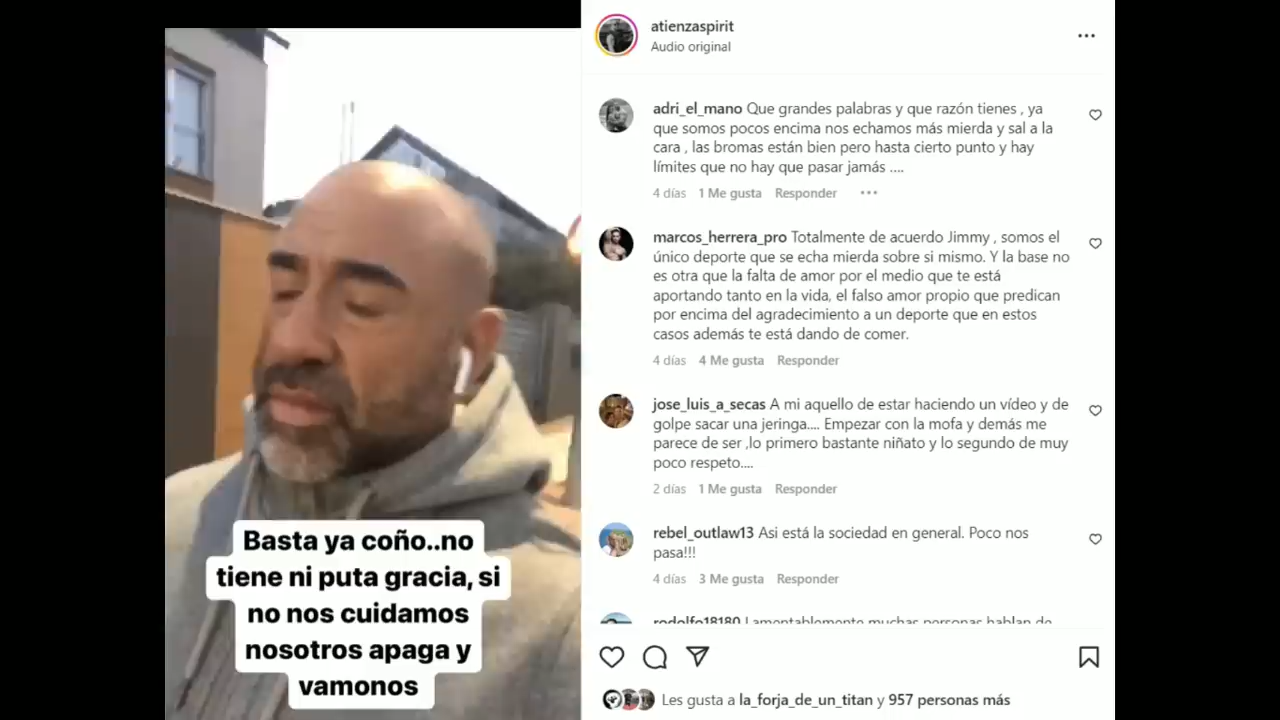 atienzaspirit
Audio original
adri_el_mano Que grandes palabras y que razón tienes , ya
que somos pocos encima nos echamos más mierda y sal a la
cara , las bromas están bien pero hasta cierto punto y hay
límites que no hay que pasar jamás ....
4 días 1 Me gusta Responder
marcos_herrera_pro Totalmente de acuerdo Jimmy , somos el
único deporte que se echa mierda sobre si mismo. Y la base no
es otra que la falta de amor por el medio que te está
aportando tanto en la vida, el falso amor propio que predican
por encima del agradecimiento a un deporte que en estos
casos además te está dando de comer.
4 días 4 Me gusta Responder
jose_luis_a_secas A mi aquello de estar haciendo un vídeo y de
golpe sacar una jeringa.... Empezar con la mofa y demás me
parece de ser ,lo primero bastante niñato y lo segundo de muy
poco respeto....
2 días 1 Me gusta Responder
rebel_outlaw13 Asi está la sociedad en general. Poco nos
pasa!!!
4 días 3 Me gusta Responder
rodolfo18180 Lamentablemente muchas personas hablan de
Les gusta a la_forja_de_un_titan y 957 personas más
Basta ya coño..no
tiene ni puta gracia, si
no nos cuidamos
nosotros apaga y
vamonos